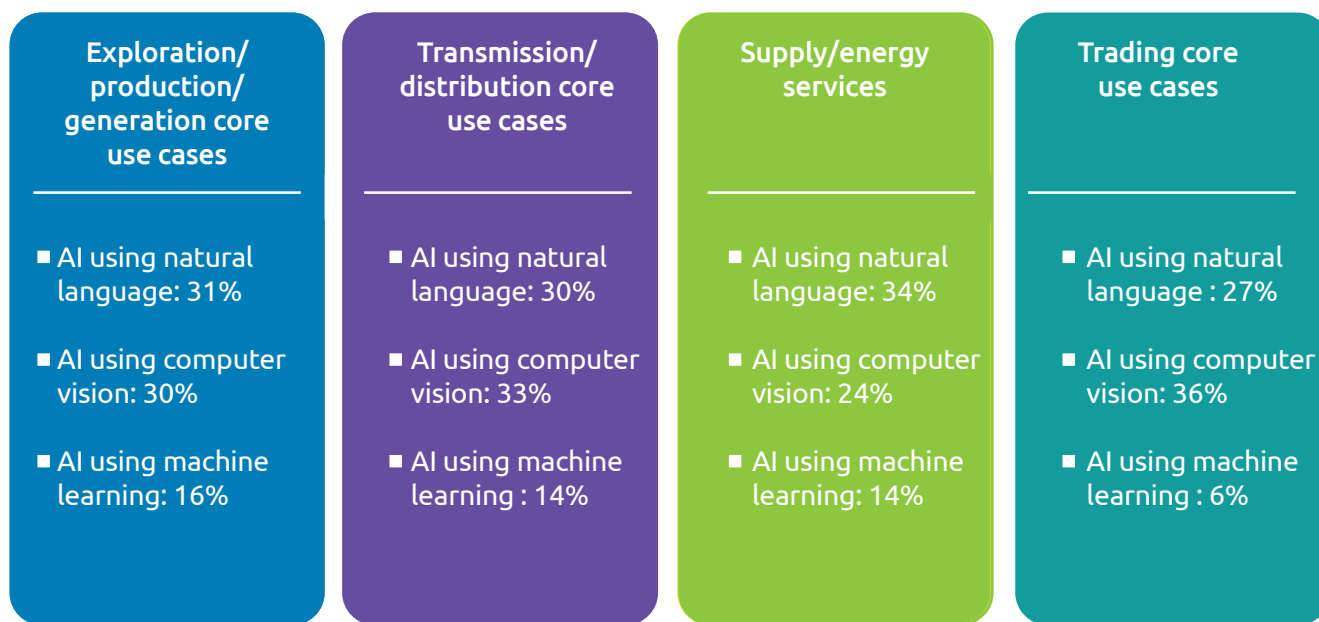 Exploration/
production/
generation core
use cases
■ AI using natural
language: 31%
■ AI using computer
vision: 30%
■ AI using machine
learning: 16%
Transmission/
distribution core
use cases
■ AI using natural
language: 30%
■ AI using computer
vision: 33%
■ AI using machine
learning : 14%
Supply/energy
services
■ AI using natural
language: 34%
■ AI using computer
vision: 24%
■ AI using machine
learning: 14%
Trading core
use cases
■ AI using natural
language : 27%
■ AI using computer
vision: 36%
■ AI using machine
learning : 6%